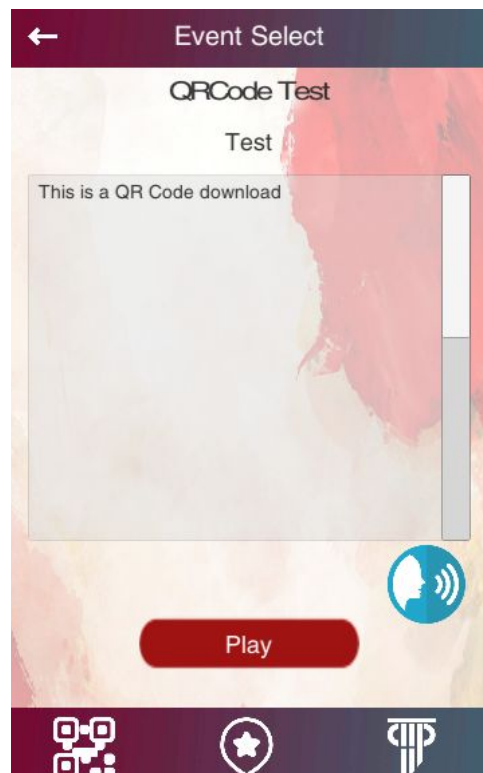 Event Select
QRCode Test
Test
This is a QR Code download
Play